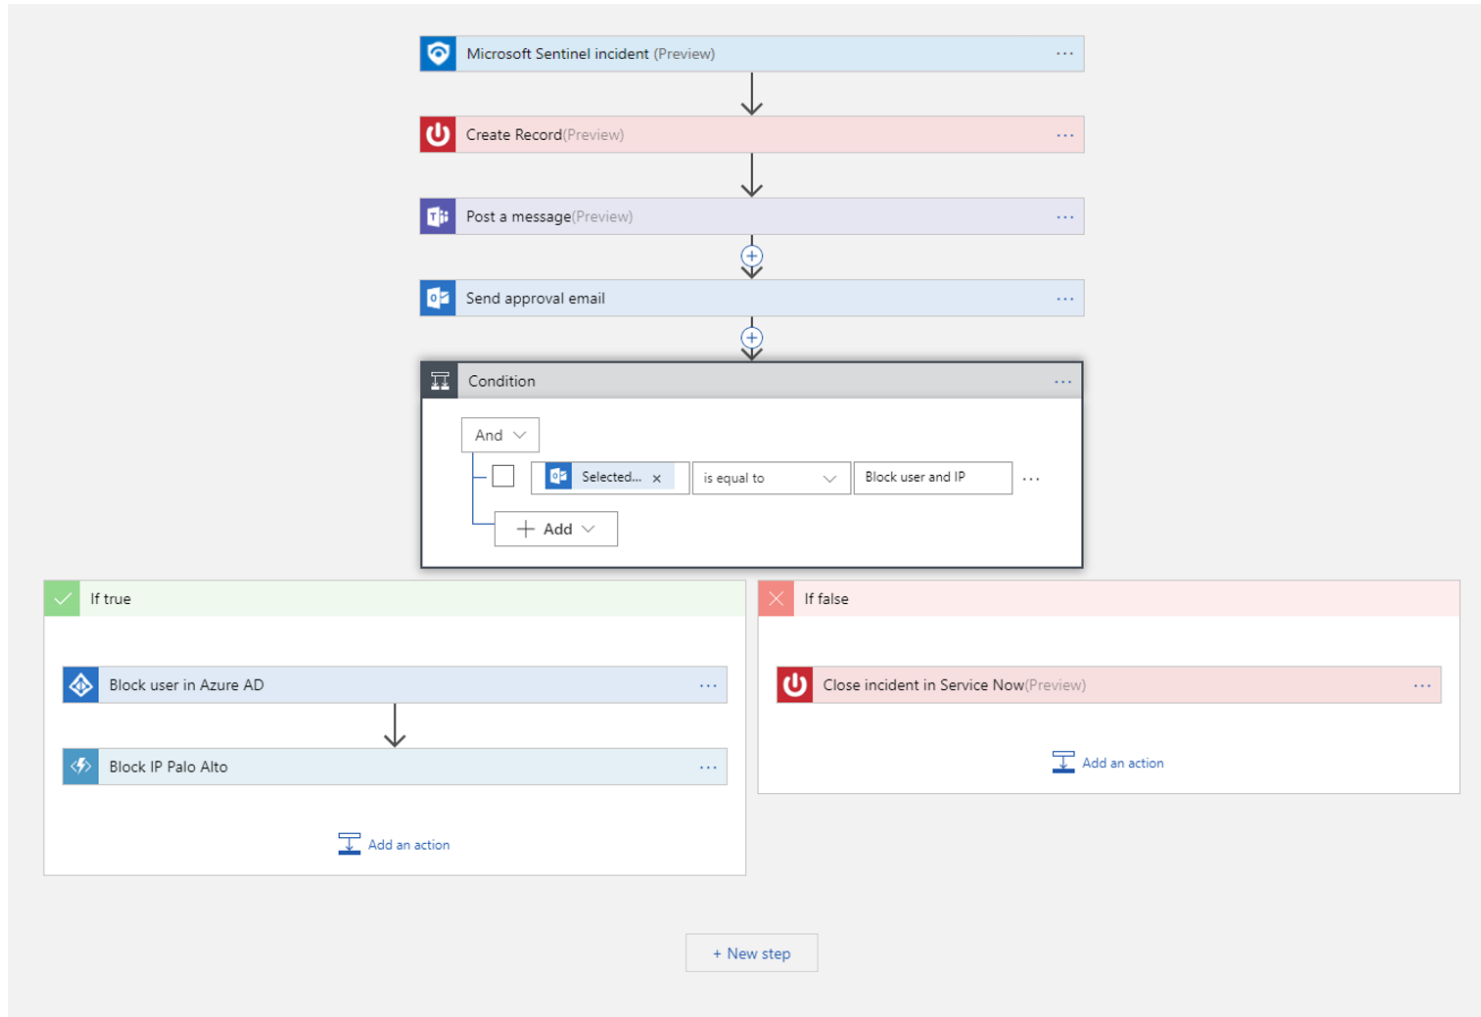 Microsoft Sentinel incident (Preview)
Create Record(Preview)
Post a message(Preview)
Send approval email
Condition
And
Selected... x is equal to Block user and IP
+ Add
If true
If false
Block user in Azure AD
Close incident in Service Now(Preview)
Block IP Palo Alto
Add an action
Add an action
+ New step